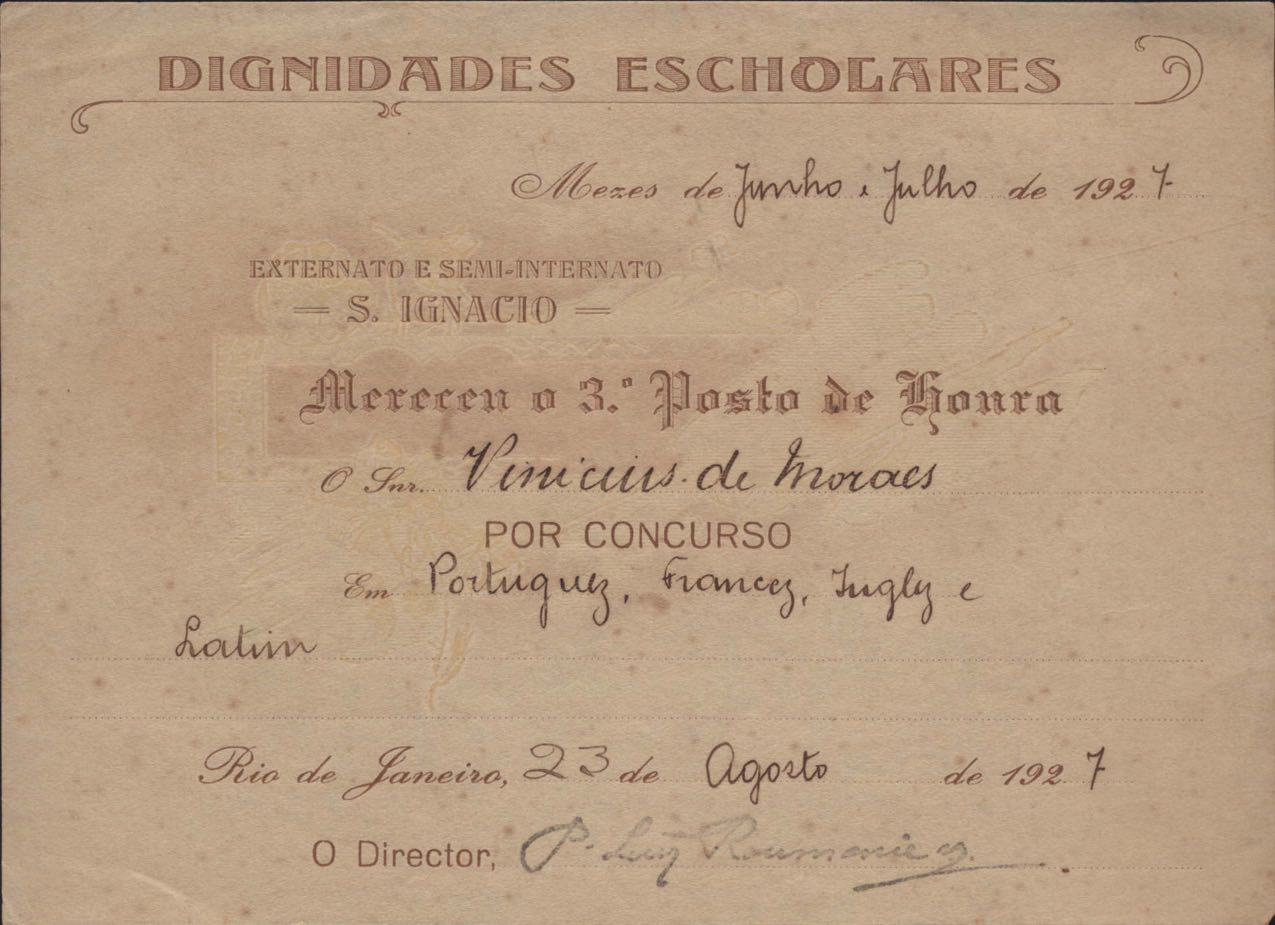 DIGNIDADES ESCHOLARES
Mezes de Junho e Julho de 1927
EXTERNATO E SEMI-INTERNATO
— S. IGNACIO —
Mereceu o 3.º Posto de Honra
O Snr. Vinicius de Moraes
POR CONCURSO
Em Portuguez, Francez, Inglez e
Latim
Rio de Janeiro, 23 de Agosto de 1927
O Director, P. Luiz